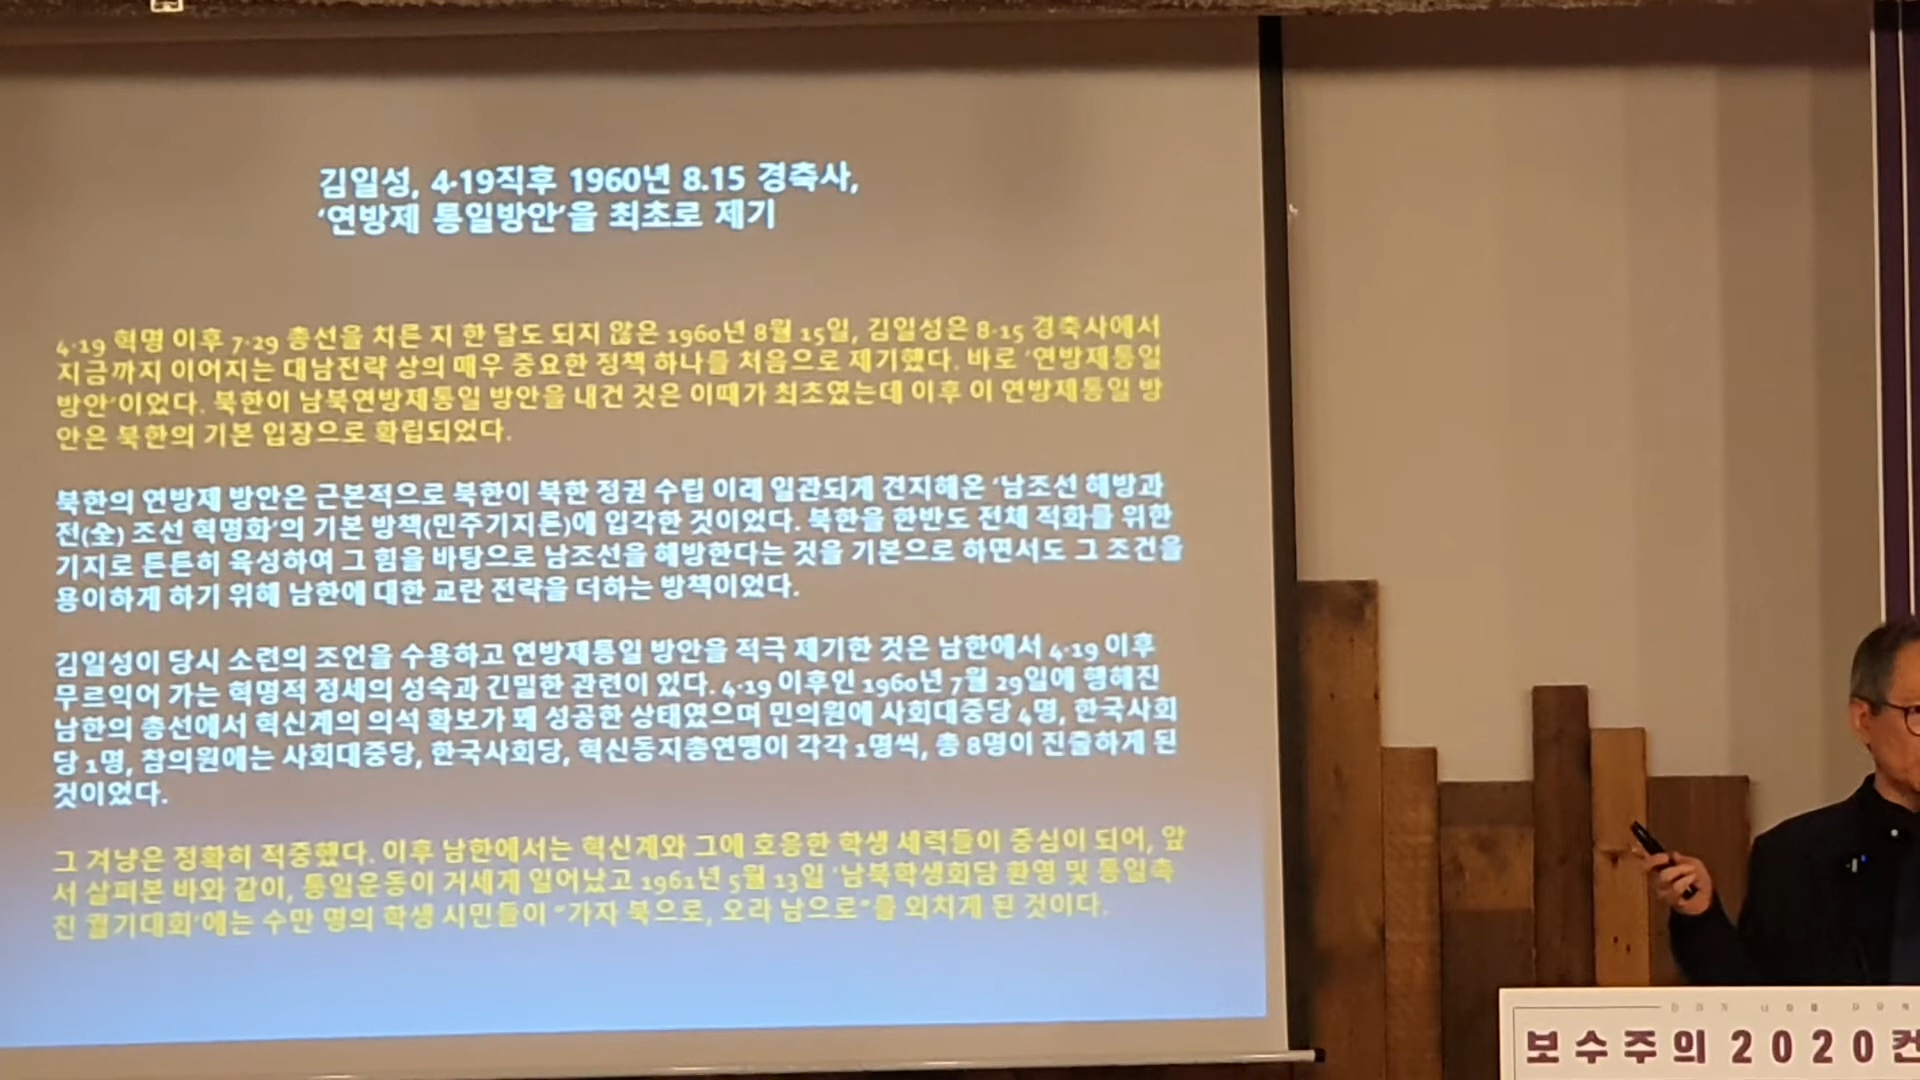 김일성, 4·19직후 1960년 8.15 경축사,
‘연방제 통일방안’을 최초로 제기
4·19 혁명 이후 7·29 총선을 치른 지 한 달도 되지 않은 1960년 8월 15일, 김일성은 8·15 경축사에서
지금까지 이어지는 대남전략 상의 매우 중요한 정책 하나를 처음으로 제기했다. 바로 ‘연방제통일
방안’이었다. 북한이 남북연방제통일 방안을 내건 것은 이때가 최초였는데 이후 이 연방제통일 방
안은 북한의 기본 입장으로 확립되었다.
북한의 연방제 방안은 근본적으로 북한이 북한 정권 수립 이래 일관되게 견지해온 ‘남조선 해방과
전(全) 조선 혁명화’의 기본 방책(민주기지론)에 입각한 것이었다. 북한을 한반도 전체 적화를 위한
기지로 튼튼히 육성하여 그 힘을 바탕으로 남조선을 해방한다는 것을 기본으로 하면서도 그 조건을
용이하게 하기 위해 남한에 대한 교란 전략을 더하는 방책이었다.
김일성이 당시 소련의 조언을 수용하고 연방제통일 방안을 적극 제기한 것은 남한에서 4·19 이후
무르익어 가는 혁명적 정세의 성숙과 긴밀한 관련이 있다. 4·19 이후인 1960년 7월 29일에 행해진
남한의 총선에서 혁신계의 의석 확보가 꽤 성공한 상태였으며 민의원에 사회대중당 4명, 한국사회
당 1명, 참의원에는 사회대중당, 한국사회당, 혁신동지총연맹이 각각 1명씩, 총 8명이 진출하게 된
것이었다.
그 겨냥은 정확히 적중했다. 이후 남한에서는 혁신계와 그에 호응한 학생 세력들이 중심이 되어, 앞
서 살펴본 바와 같이, 통일운동이 거세게 일어났고 1961년 5월 13일 ‘남북학생회담 환영 및 통일촉
진 궐기대회’에는 수만 명의 학생 시민들이 “가자 북으로, 오라 남으로”를 외치게 된 것이다.
보수주의 2020컨